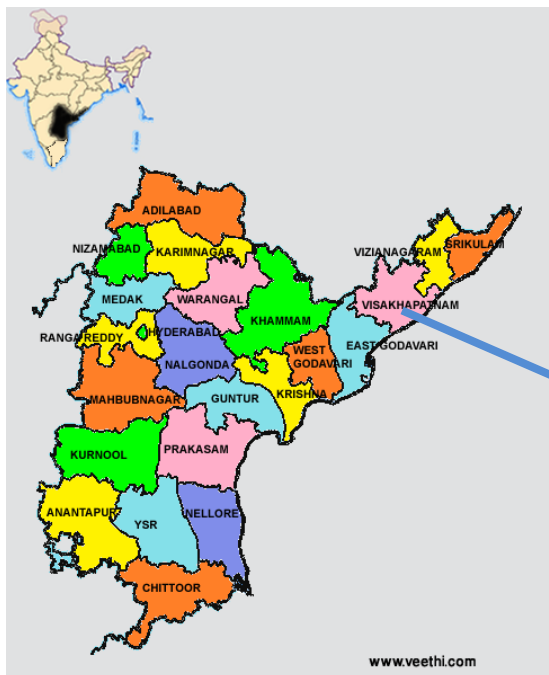 ADILABAD
NIZAMABAD
KARIMNAGAR
VIZIANAGARAM
SRIKULAM
MEDAK
WARANGAL
VISAKHAPATNAM
KHAMMAM
RANGAREDDY
HYDERABAD
EAST GODAVARI
WEST
GODAVARI
NALGONDA
MAHBUBNAGAR
GUNTUR
KRISHNA
KURNOOL
PRAKASAM
ANANTAPUR
YSR
NELLORE
CHITTOOR
www.veethi.com